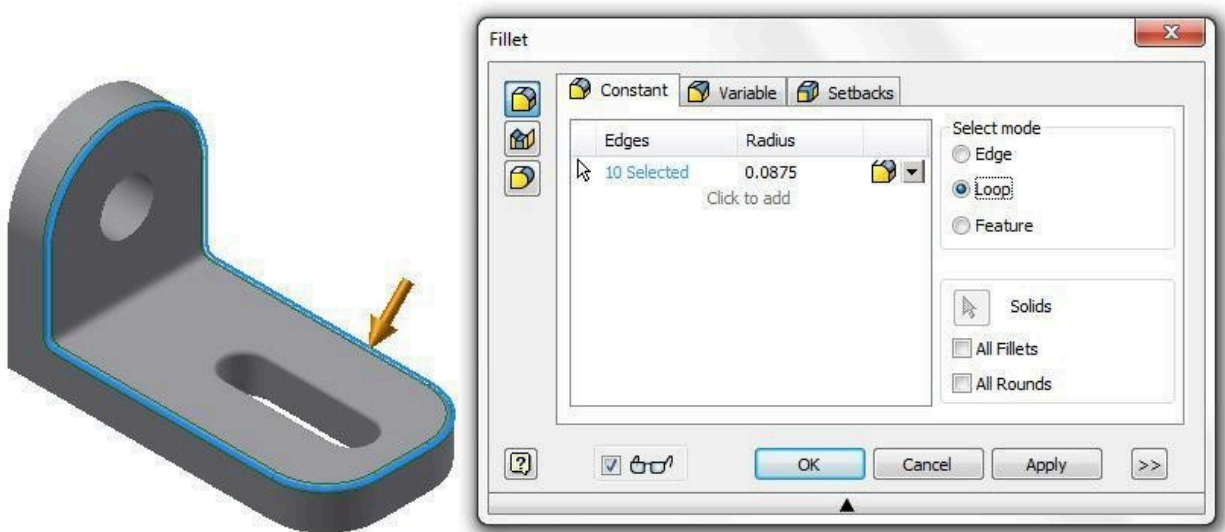 Fillet
Constant Variable Setbacks
Edges Radius
10 Selected 0.0875
Click to add
Select mode
Edge
Loop
Feature
Solids
All Fillets
All Rounds
?
OK Cancel Apply >>